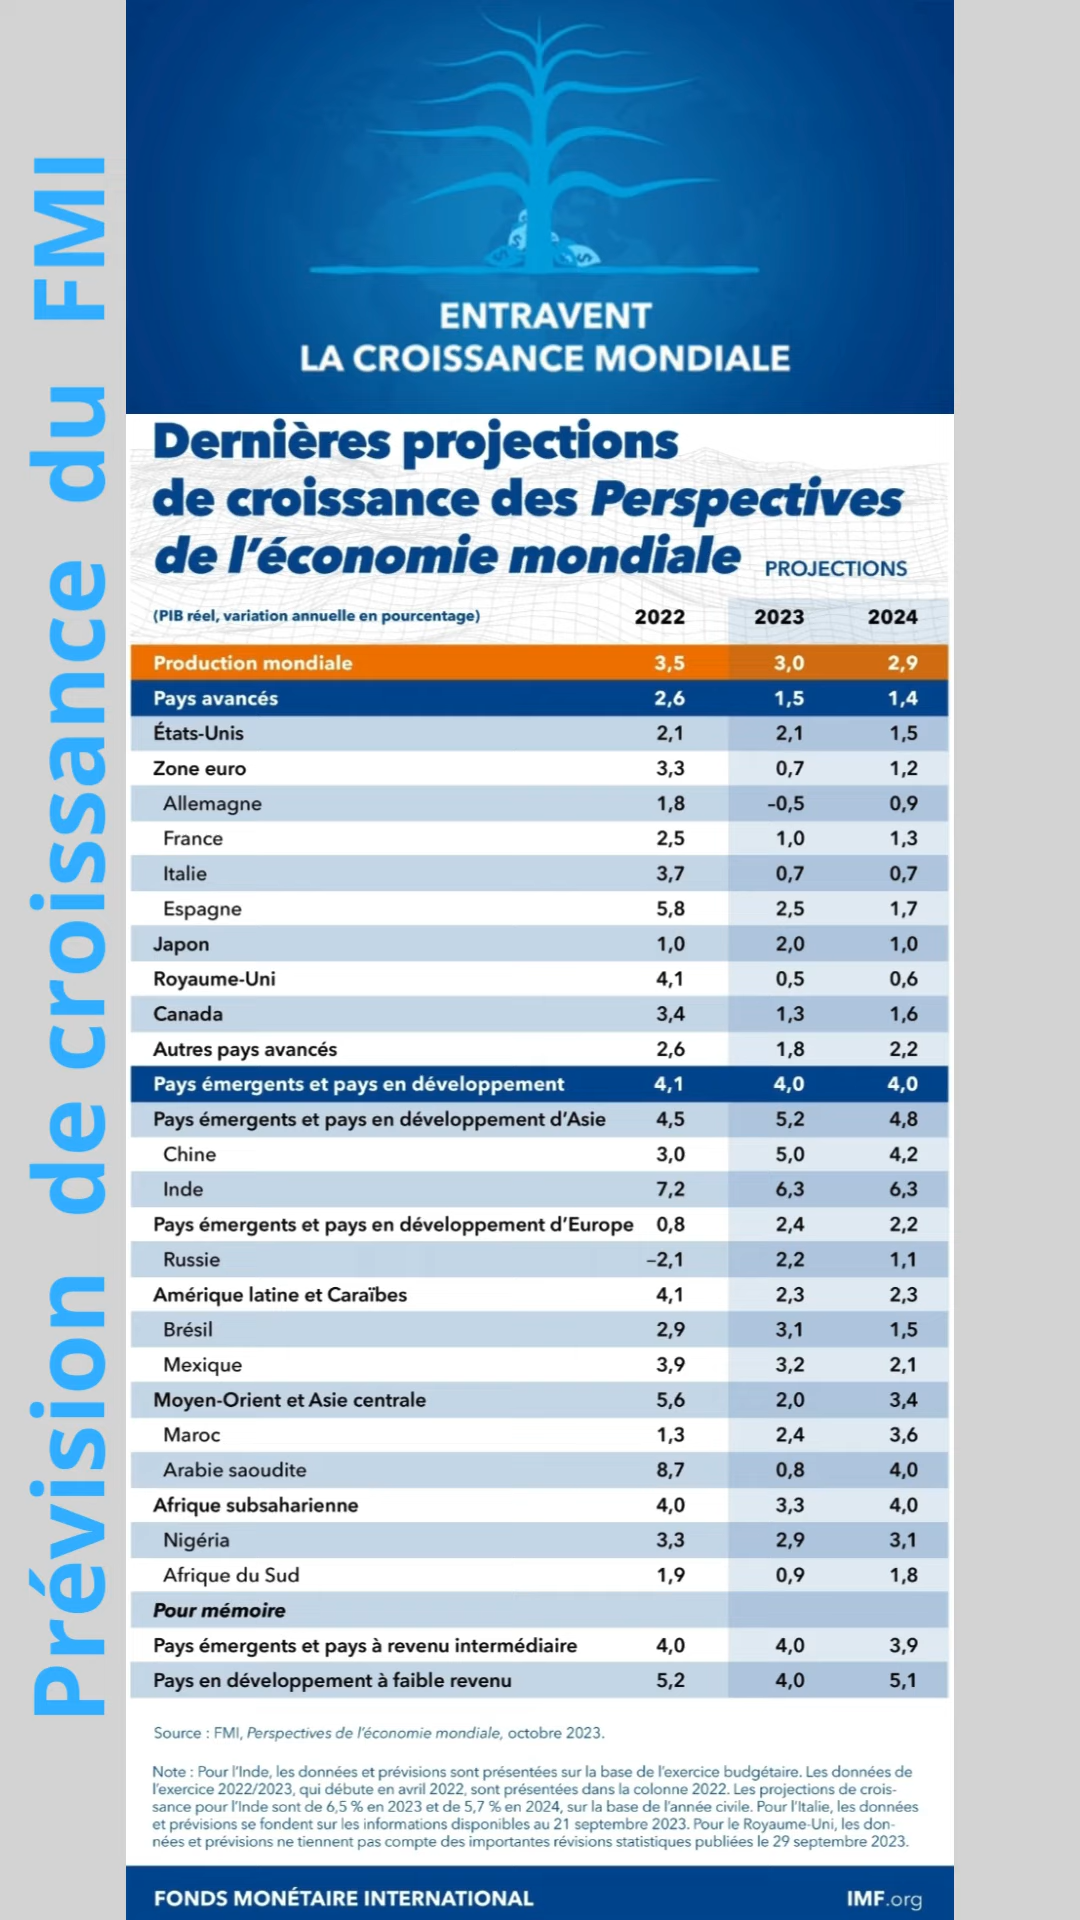 Prévision de croissance du FMI
ENTRAVENT
LA CROISSANCE MONDIALE
Dernières projections
de croissance des Perspectives
de l'économie mondiale PROJECTIONS
(PIB réel, variation annuelle en pourcentage) 2022 2023 2024
Production mondiale 3,5 3,0 2,9
Pays avancés 2,6 1,5 1,4
États-Unis 2,1 2,1 1,5
Zone euro 3,3 0,7 1,2
Allemagne 1,8 –0,5 0,9
France 2,5 1,0 1,3
Italie 3,7 0,7 0,7
Espagne 5,8 2,5 1,7
Japon 1,0 2,0 1,0
Royaume-Uni 4,1 0,5 0,6
Canada 3,4 1,3 1,6
Autres pays avancés 2,6 1,8 2,2
Pays émergents et pays en développement 4,1 4,0 4,0
Pays émergents et pays en développement d'Asie 4,5 5,2 4,8
Chine 3,0 5,0 4,2
Inde 7,2 6,3 6,3
Pays émergents et pays en développement d'Europe 0,8 2,4 2,2
Russie –2,1 2,2 1,1
Amérique latine et Caraïbes 4,1 2,3 2,3
Brésil 2,9 3,1 1,5
Mexique 3,9 3,2 2,1
Moyen-Orient et Asie centrale 5,6 2,0 3,4
Maroc 1,3 2,4 3,6
Arabie saoudite 8,7 0,8 4,0
Afrique subsaharienne 4,0 3,3 4,0
Nigéria 3,3 2,9 3,1
Afrique du Sud 1,9 0,9 1,8
Pour mémoire
Pays émergents et pays à revenu intermédiaire 4,0 4,0 3,9
Pays en développement à faible revenu 5,2 4,0 5,1
Source : FMI, Perspectives de l'économie mondiale, octobre 2023.
Note : Pour l'Inde, les données et prévisions sont présentées sur la base de l'exercice budgétaire. Les données de
l'exercice 2022/2023, qui débute en avril 2022, sont présentées dans la colonne 2022. Les projections de crois-
sance pour l'Inde sont de 6,5 % en 2023 et de 5,7 % en 2024, sur la base de l'année civile. Pour l'Italie, les données
et prévisions se fondent sur les informations disponibles au 21 septembre 2023. Pour le Royaume-Uni, les don-
nées et prévisions ne tiennent pas compte des importantes révisions statistiques publiées le 29 septembre 2023.
FONDS MONÉTAIRE INTERNATIONAL IMF.org